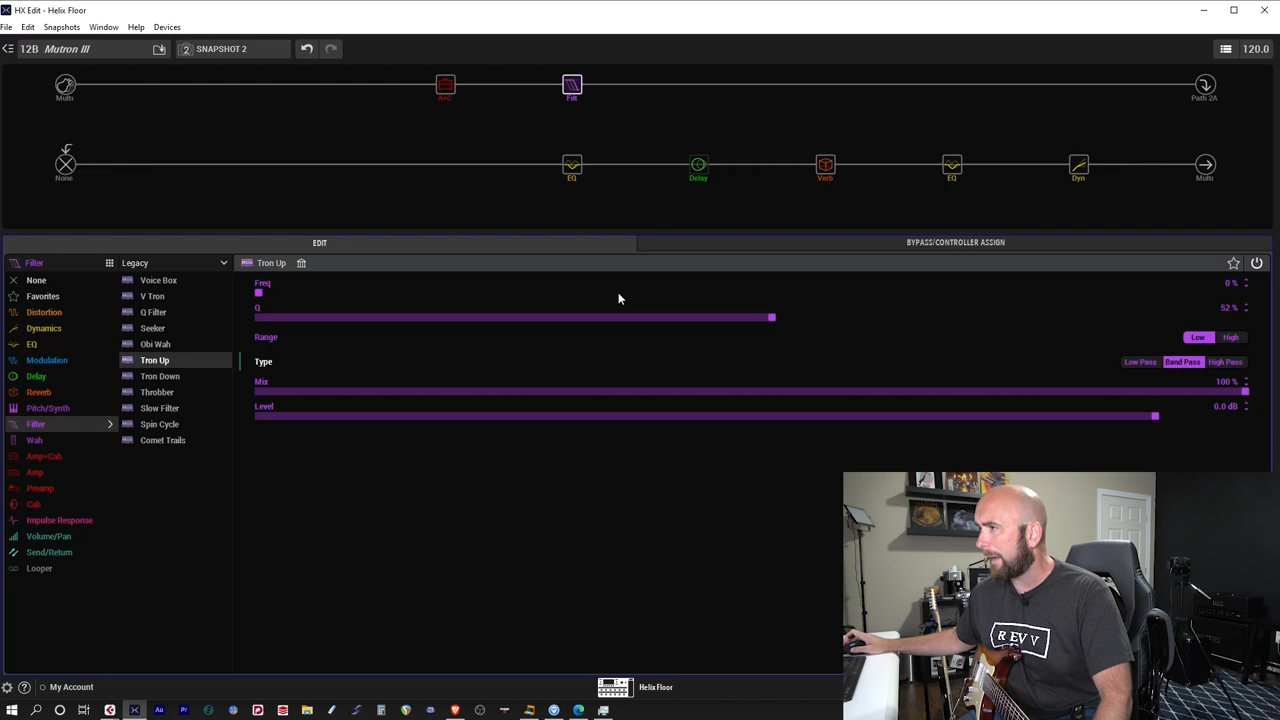 HX Edit - Helix Floor
File Edit Snapshots Window Help Devices
12B Mutron III 2 SNAPSHOT 2 120.0
Multi A+C Filt Path 2A
None EQ Delay Verb EQ Dyn Multi
EDIT BYPASS/CONTROLLER ASSIGN
Filter Legacy Tron Up
None Voice Box Freq 0 %
Favorites V Tron
Distortion Q Filter Q 52 %
Dynamics Seeker
EQ Obi Wah Range Low High
Modulation Tron Up Type Low Pass Band Pass High Pass
Delay Tron Down Mix 100 %
Reverb Throbber
Pitch/Synth Slow Filter Level 0.0 dB
Filter Spin Cycle
Wah Comet Trails
Amp+Cab
Amp
Preamp
Cab
Impulse Response
Volume/Pan
Send/Return
Looper
REVV
My Account Helix Floor